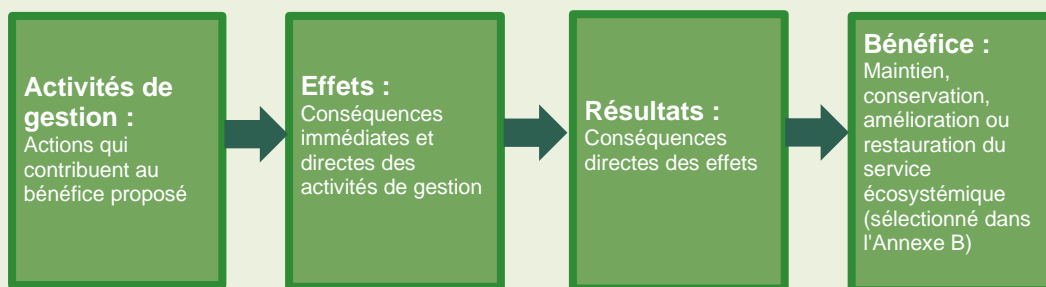 Activités de
gestion :
Actions qui
contribuent au
bénéfice proposé
Effets :
Conséquences
immédiates et
directes des
activités de gestion
Résultats :
Conséquences
directes des effets
Bénéfice :
Maintien,
conservation,
amélioration ou
restauration du
service
écosystémique
(sélectionné dans
l'Annexe B)